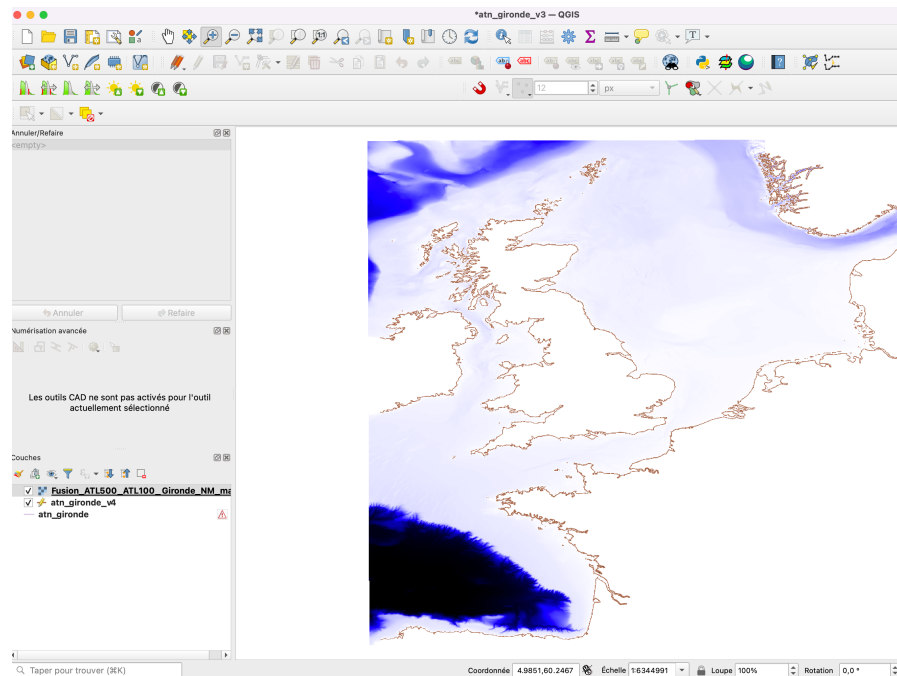 *atn_gironde_v3 — QGIS
12
px
Annuler/Refaire
<empty>
Annuler
Refaire
Numérisation avancée
Les outils CAD ne sont pas activés pour l'outil
actuellement sélectionné
Couches
Fusion_ATL500_ATL100_Gironde_NM_ma
atn_gironde_v4
atn_gironde
Taper pour trouver (⌘K)
Coordonnée 4.9851,60.2467 Échelle 1:6344991 Loupe 100% Rotation 0,0 °